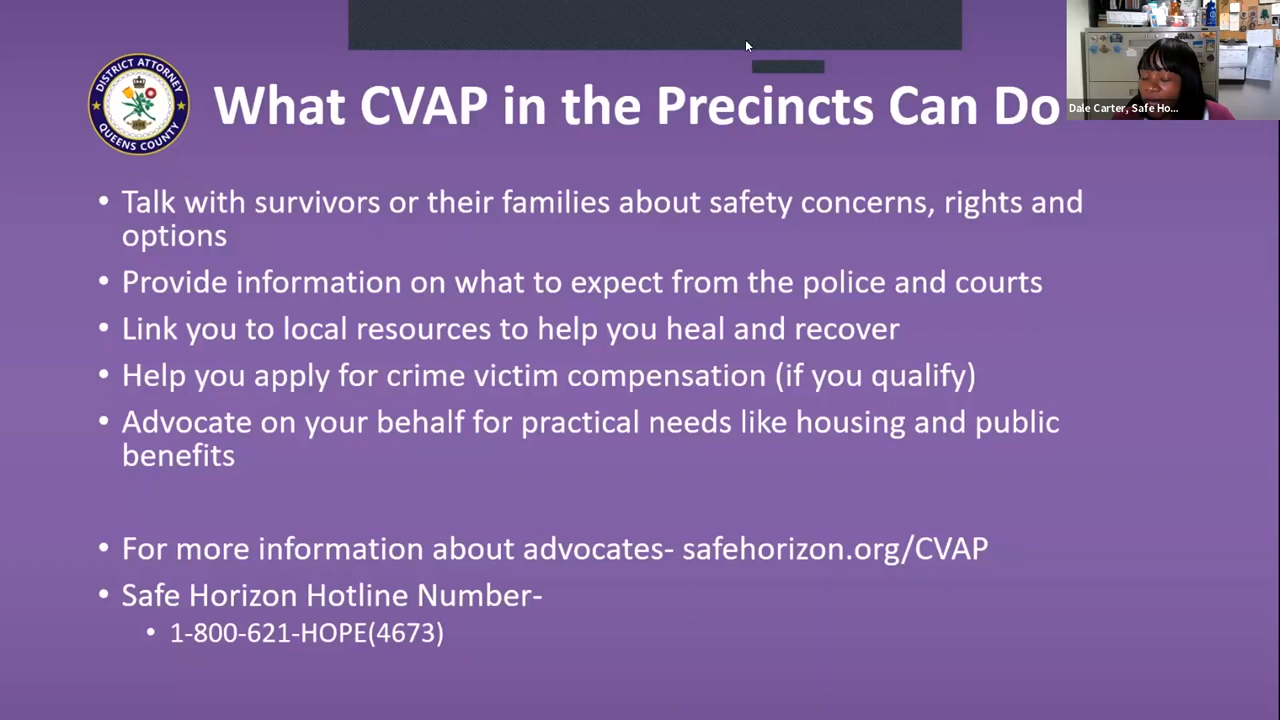 DISTRICT ATTORNEY
QUEENS COUNTY
What CVAP in the Precincts Can Do
Dale Carter, Safe Ho...
• Talk with survivors or their families about safety concerns, rights and
options
• Provide information on what to expect from the police and courts
• Link you to local resources to help you heal and recover
• Help you apply for crime victim compensation (if you qualify)
• Advocate on your behalf for practical needs like housing and public
benefits
• For more information about advocates- safehorizon.org/CVAP
• Safe Horizon Hotline Number-
• 1-800-621-HOPE(4673)